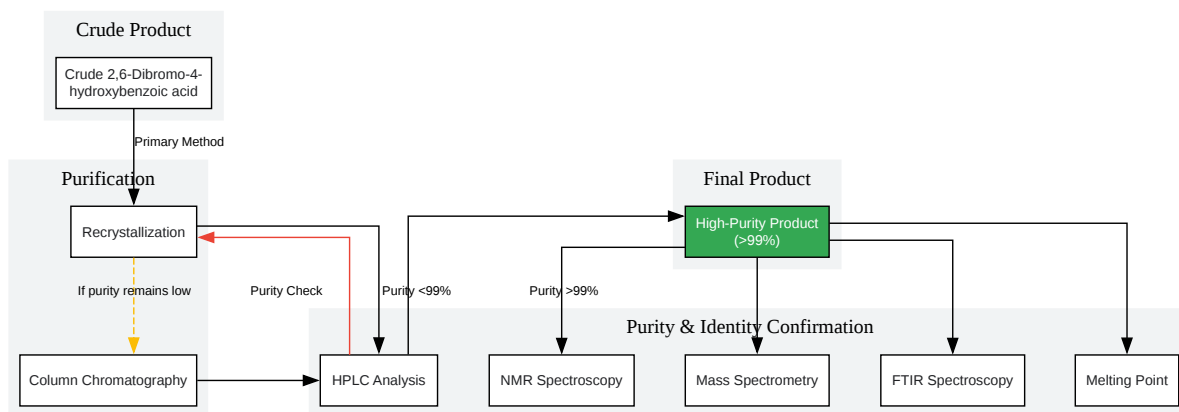 Crude Product
Crude 2,6-Dibromo-4-
hydroxybenzoic acid
Primary Method
Purification
Final Product
Recrystallization
High-Purity Product
(>99%)
If purity remains low
Purity Check
Purity <99%
Purity >99%
Purity & Identity Confirmation
Column Chromatography
HPLC Analysis
NMR Spectroscopy
Mass Spectrometry
FTIR Spectroscopy
Melting Point